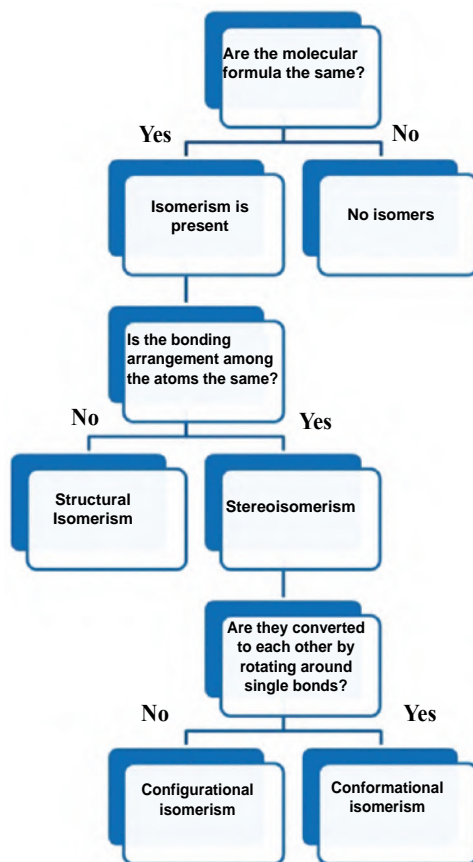 Are the molecular
formula the same?
Yes
No
Isomerism is
present
No isomers
Is the bonding
arrangement among
the atoms the same?
No
Yes
Structural
Isomerism
Stereoisomerism
Are they converted
to each other by
rotating around
single bonds?
No
Yes
Configurational
isomerism
Conformational
isomerism